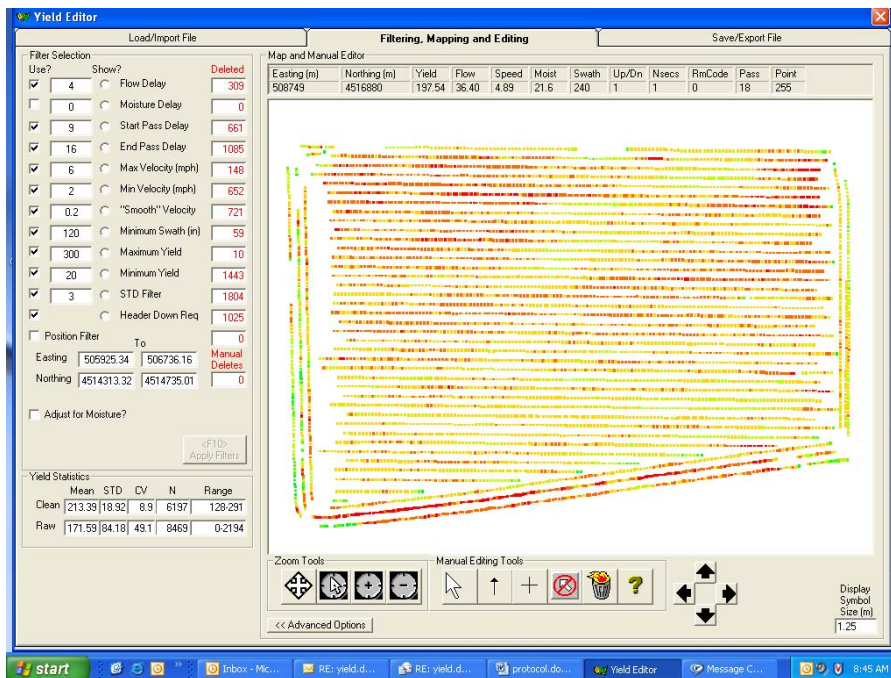 Yield Editor
Load/Import File
Filtering, Mapping and Editing
Save/Export File
Filter Selection
Use? Show? Deleted
4 Flow Delay 309
0 Moisture Delay 0
9 Start Pass Delay 661
16 End Pass Delay 1085
6 Max Velocity (mph) 148
2 Min Velocity (mph) 652
0.2 "Smooth" Velocity 721
120 Minimum Swath (in) 59
300 Maximum Yield 10
20 Minimum Yield 1443
3 STD Filter 1804
Header Down Req 1025
Position Filter 0
To
Manual Deletes
Easting 505925.34 506736.16
Northing 4514313.32 4514735.01 0
Adjust for Moisture?
<F10>
Apply Filters
Yield Statistics
Mean STD CV N Range
Clean 213.39 18.92 8.9 6197 128-291
Raw 171.59 84.18 49.1 8469 0-2194
Map and Manual Editor
Easting (m) Northing (m) Yield Flow Speed Moist Swath Up/Dn Nsecs RmCode Pass Point
508749 4516880 197.54 36.40 4.89 21.6 240 1 1 0 18 255
Zoom Tools
Manual Editing Tools
?
<< Advanced Options
Display
Symbol
Size (m)
1.25
start
Inbox - Mic...
RE: yield.d...
RE: yield.d...
protocol.do...
Yield Editor
Message C...
8:45 AM